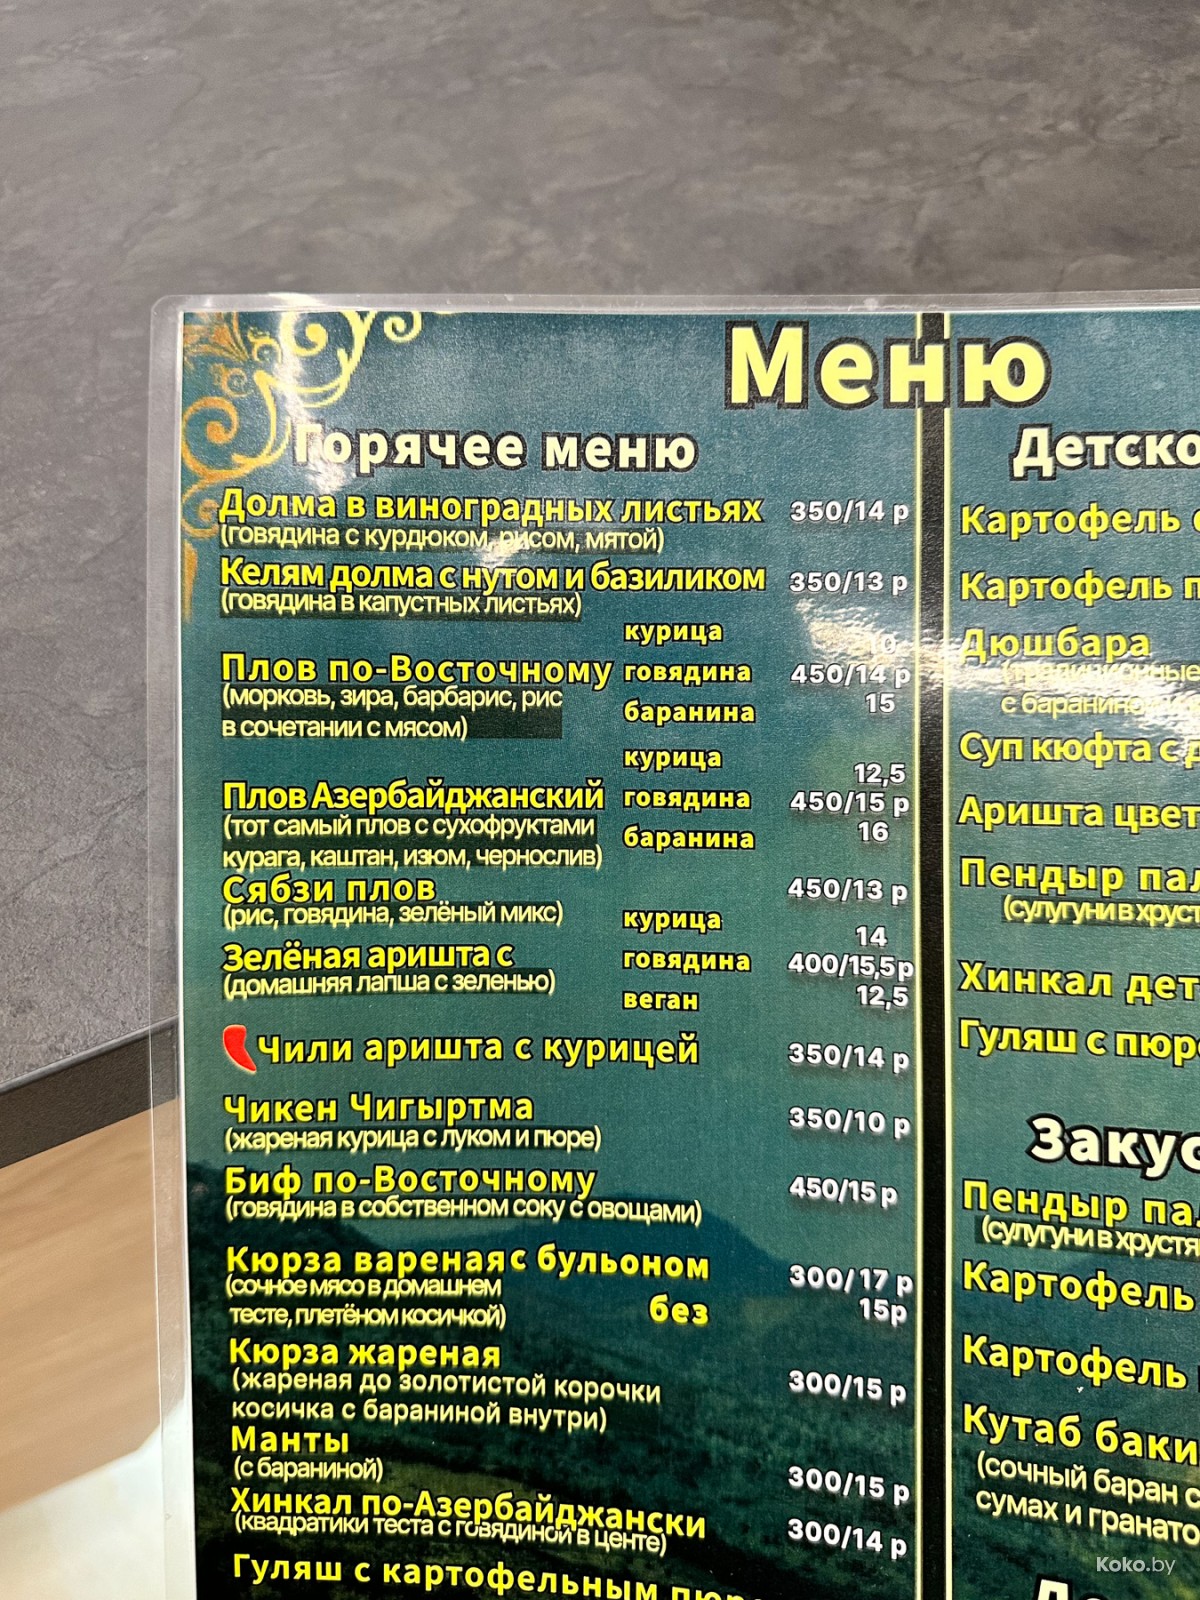 Меню
Горячее меню
Долма в виноградных листьях 350/14 р
(говядина с курдюком, рисом, мятой)
Келям долма с нутом и базиликом 350/13 р
(говядина в капустных листьях)
курица 10
Плов по-Восточному говядина 450/14 р
(морковь, зира, барбарис, рис
баранина 15
в сочетании с мясом)
курица 12,5
Плов Азербайджанский говядина 450/15 р
(тот самый плов с сухофруктами
баранина 16
курага, каштан, изюм, чернослив)
Сябзи плов 450/13 р
(рис, говядина, зелёный микс)
курица 14
Зелёная аришта с говядина 400/15,5р
(домашняя лапша с зеленью)
веган 12,5
Чили аришта с курицей 350/14 р
Чикен Чигыртма 350/10 р
(жареная курица с луком и пюре)
Биф по-Восточному 450/15 р
(говядина в собственном соку с овощами)
Кюрза вареная с бульоном 300/17 р
(сочное мясо в домашнем
без 15р
тесте, плетёном косичкой)
Кюрза жареная
(жареная до золотистой корочки 300/15 р
косичка с бараниной внутри)
Манты
(с бараниной) 300/15 р
Хинкал по-Азербайджански
(квадратики теста с говядиной в центе) 300/14 р
Гуляш с картофельным
Детско
Картофель
Картофель п
Дюшбара
(традиционные
с бараниной
Суп кюфта с
Аришта цвет
Пендыр пал
(сулугуни в хруст
Хинкал дет
Гуляш с пюр
Закус
Пендыр па
(сулугуни в хрустя
Картофель
Картофель
Кутаб баки
(сочный баран с
сумах и гранато
Koko.by